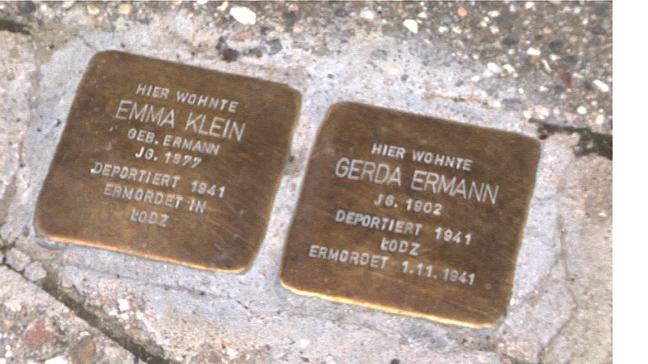 HIER WOHNTE
EMMA KLEIN
GEB. ERMANN
JG. 1877
DEPORTIERT 1941
ERMORDET IN
ŁODZ
HIER WOHNTE
GERDA ERMANN
JG. 1902
DEPORTIERT 1941
ŁODZ
ERMORDET 1.11.1941